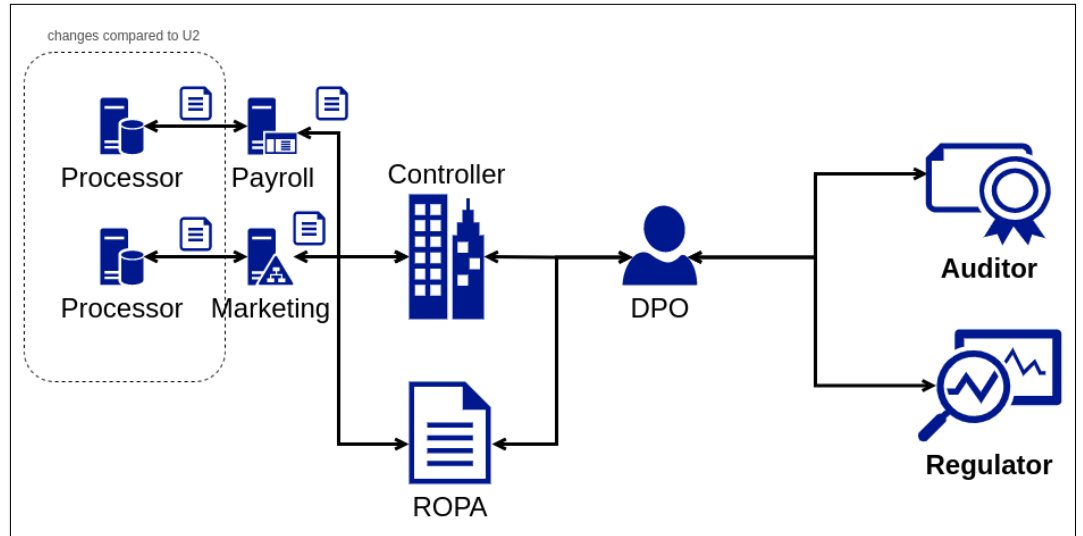 changes compared to U2
Processor
Payroll
Controller
Processor
Marketing
DPO
Auditor
ROPA
Regulator